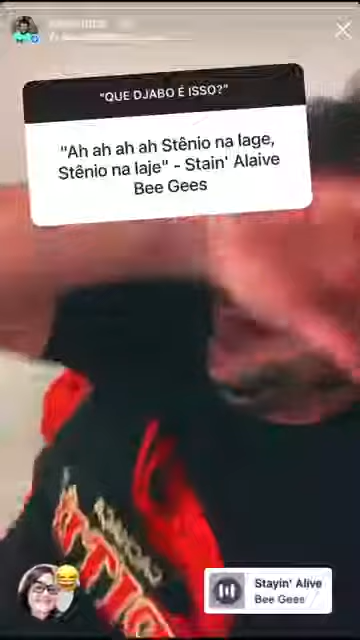 "QUE DJABO É ISSO?"
"Ah ah ah ah Stênio na lage,
Stênio na laje" - Stain' Alaive
Bee Gees
Stayin' Alive
Bee Gees